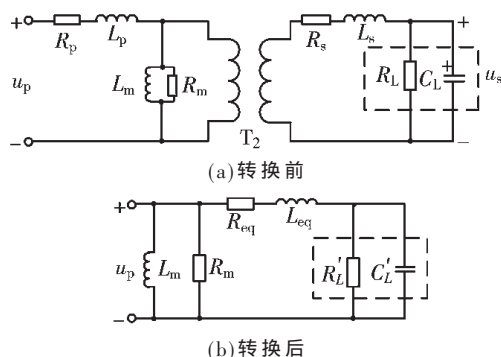 + R_p L_p R_s L_s +
u_p L_m R_m R_L C_L + u_s
− T_2 −
(a)转换前
+ R_eq L_eq
u_p L_m R_m R_L' C_L'
−
(b)转换后